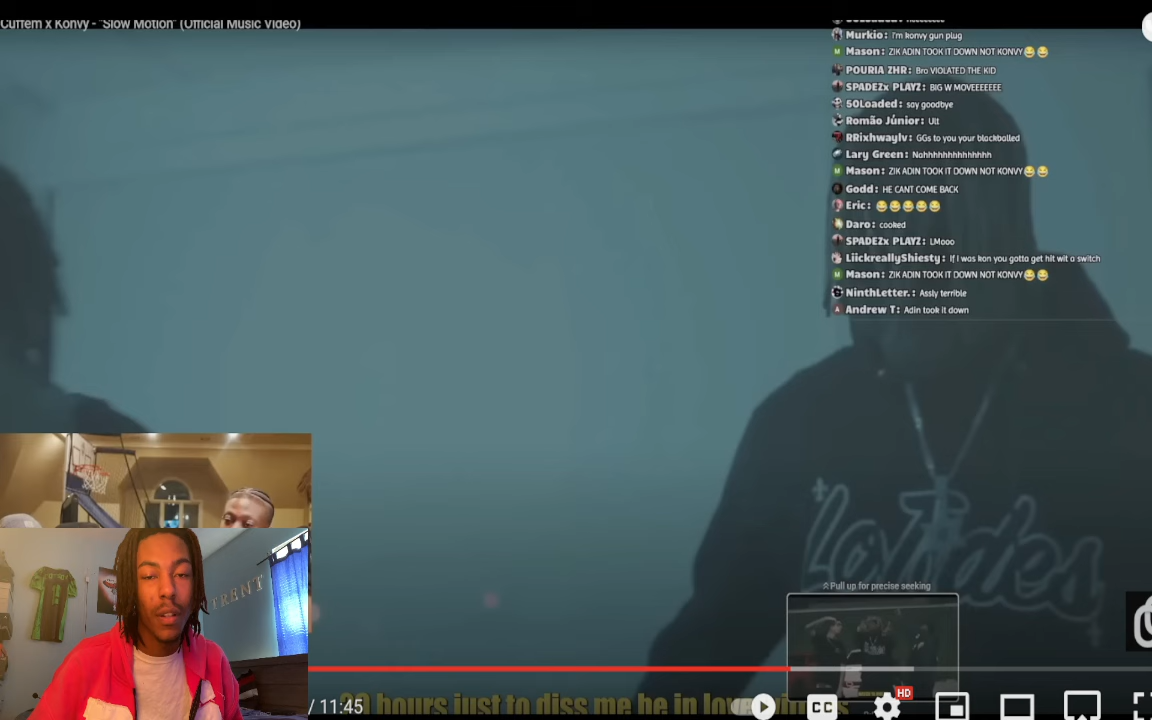 Cuffem x Konvy - "Slow Motion" (Official Music Video)
Murkio: I'm konvy gun plug
Mason: ZIK ADIN TOOK IT DOWN NOT KONVY😂😂
POURIA ZHR: Bro VIOLATED THE KID
SPADEZx PLAYZ: BIG W MOVEEEEEEE
50Loaded: say goodbye
Romão Júnior: Ult
RRixhwaylv: GGs to you your blackballed
Lary Green: Nahhhhhhhhhhhhh
Mason: ZIK ADIN TOOK IT DOWN NOT KONVY😂😂
Godd: HE CANT COME BACK
Eric: 😂😂😂😂😂
Daro: cooked
SPADEZx PLAYZ: LMooo
LiickreallyShiesty: If I was kon you gotta get hit wit a switch
Mason: ZIK ADIN TOOK IT DOWN NOT KONVY😂😂
NinthLetter.: Assly terrible
Andrew T: Adin took it down
TRENT
Pull up for precise seeking
hours just to diss me he in love
/ 11:45
CC
HD